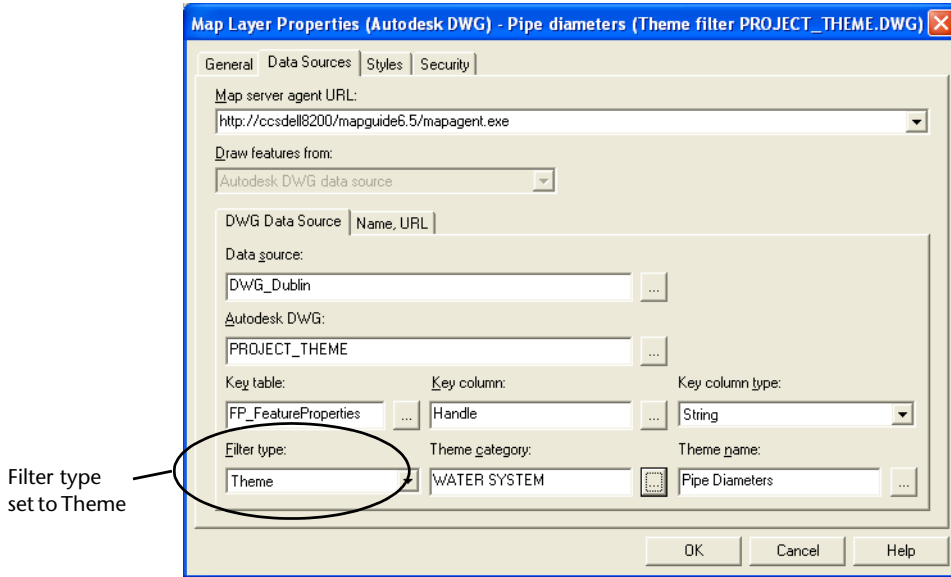 Map Layer Properties (Autodesk DWG) - Pipe diameters (Theme filter PROJECT_THEME.DWG)
General Data Sources Styles Security
Map server agent URL:
http://ccsdell8200/mapguide6.5/mapagent.exe
Draw features from:
Autodesk DWG data source
DWG Data Source Name, URL
Data source:
DWG_Dublin ...
Autodesk DWG:
PROJECT_THEME ...
Key table: Key column: Key column type:
FP_FeatureProperties ... Handle ... String
Filter type: Theme category: Theme name:
Theme WATER SYSTEM ... Pipe Diameters ...
Filter type
set to Theme
OK Cancel Help